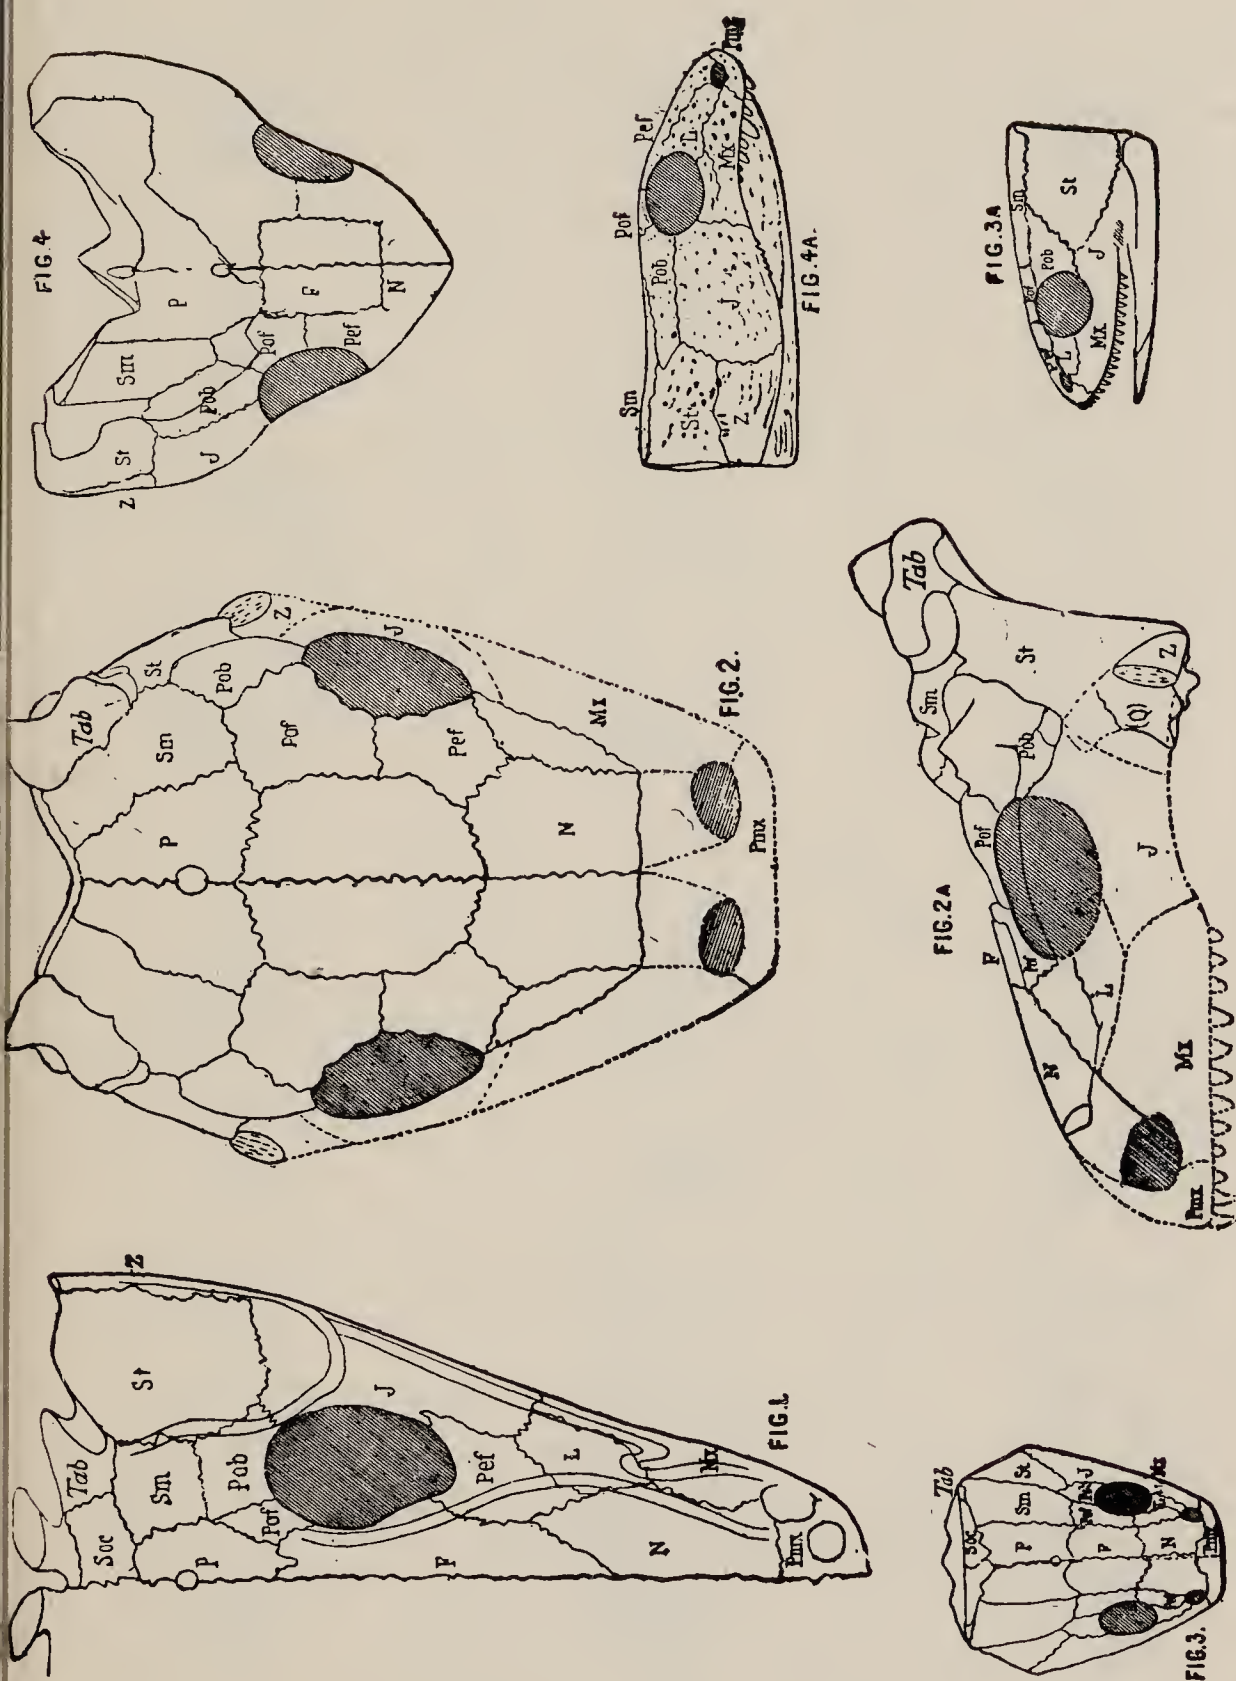 FIG.4
P
F
N
Sm
Pof
Pef
Pob
St
J
Z
Pmx
Pef
L
Mx
Pof
Pob
J
Sm
St
Z
FIG.4A.
FIG.3A
Sm
St
Pob
Pof
J
L
Mx
Tab
St
Z
J
Sm
Pob
Pof
Pef
P
N
Mx
Pmx
FIG.2.
Tab
St
Sm
Z
(Q)
Pob
Pof
J
FIG.2A
F
Pef
L
N
Mx
Pmx
Z
St
Tab
Sm
Pob
Soc
P
Pof
J
Pef
L
Mx
F
N
Pmx
FIG.1.
Tab
Soc
Sm
St
P
J
F
N
Mx
Pmx
FIG.3.